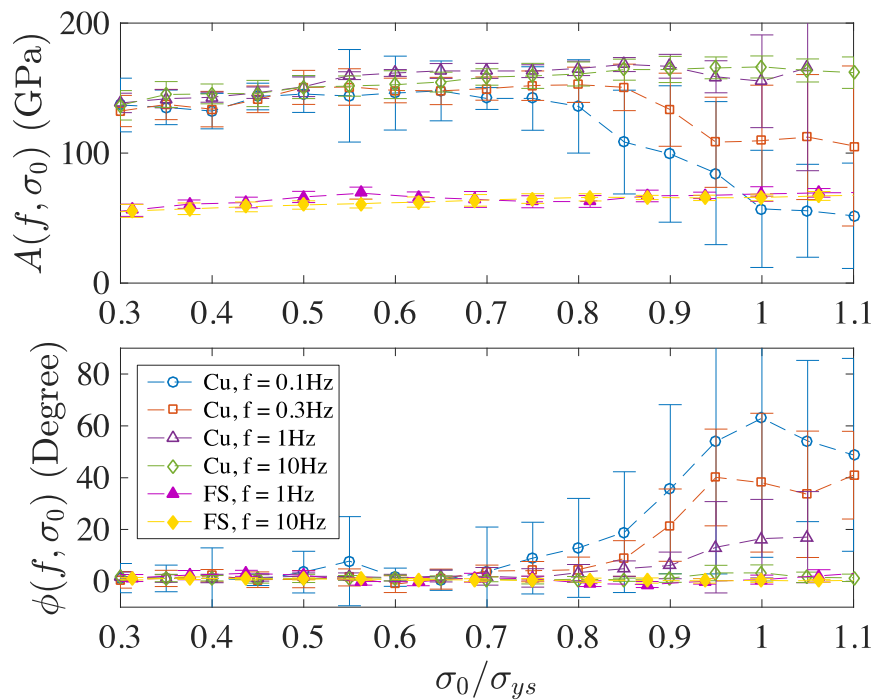 200
100
0
A(f, σ₀) (GPa)
0.3 0.4 0.5 0.6 0.7 0.8 0.9 1 1.1
80
60
40
20
0
ϕ(f, σ₀) (Degree)
Cu, f = 0.1Hz
Cu, f = 0.3Hz
Cu, f = 1Hz
Cu, f = 10Hz
FS, f = 1Hz
FS, f = 10Hz
0.3 0.4 0.5 0.6 0.7 0.8 0.9 1 1.1
σ₀/σ_ys